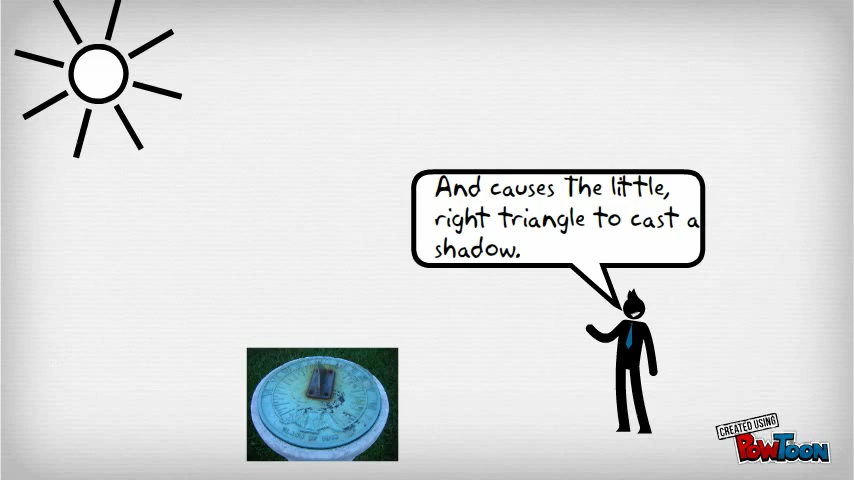 And causes the little,
right triangle to cast a
shadow.
CREATED USING
POWTOON